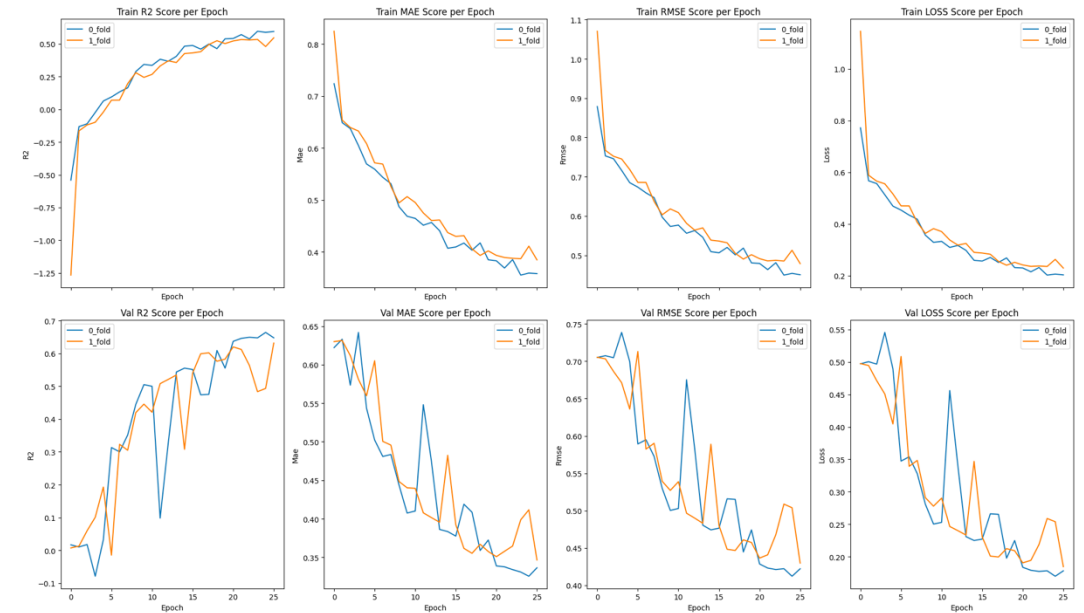 Train R2 Score per Epoch
0_fold
1_fold
0.50
0.25
0.00
−0.25
−0.50
−0.75
−1.00
−1.25
R2
Epoch
Train MAE Score per Epoch
0_fold
1_fold
0.8
0.7
0.6
0.5
0.4
Mae
Epoch
Train RMSE Score per Epoch
0_fold
1_fold
1.1
1.0
0.9
0.8
0.7
0.6
0.5
Rmse
Epoch
Train LOSS Score per Epoch
0_fold
1_fold
1.0
0.8
0.6
0.4
0.2
Loss
Epoch
Val R2 Score per Epoch
0_fold
1_fold
0.7
0.6
0.5
0.4
0.3
0.2
0.1
0.0
−0.1
R2
0 5 10 15 20 25
Epoch
Val MAE Score per Epoch
0_fold
1_fold
0.65
0.60
0.55
0.50
0.45
0.40
0.35
Mae
0 5 10 15 20 25
Epoch
Val RMSE Score per Epoch
0_fold
1_fold
0.75
0.70
0.65
0.60
0.55
0.50
0.45
0.40
Rmse
0 5 10 15 20 25
Epoch
Val LOSS Score per Epoch
0_fold
1_fold
0.55
0.50
0.45
0.40
0.35
0.30
0.25
0.20
Loss
0 5 10 15 20 25
Epoch